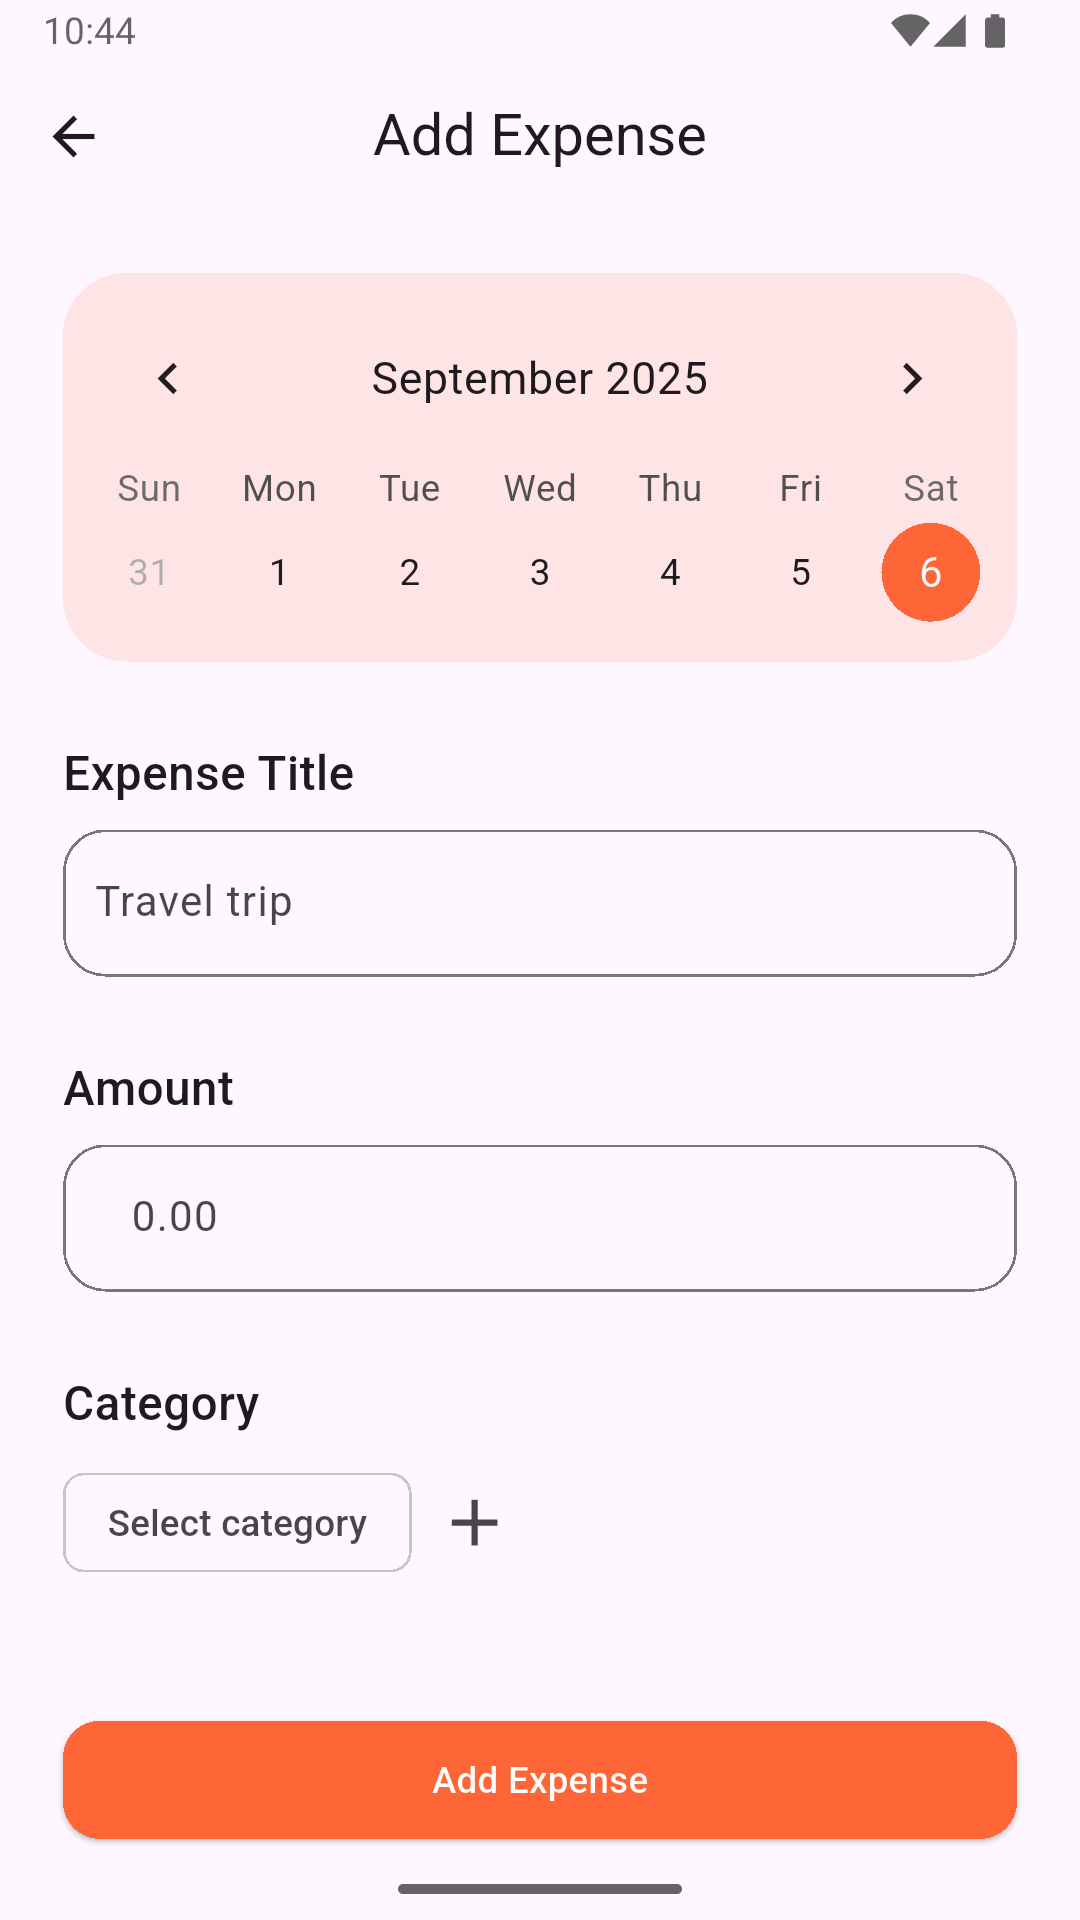 10:44
Add Expense
September 2025
Sun Mon Tue Wed Thu Fri Sat
31 1 2 3 4 5 6
Expense Title
Travel trip
Amount
0.00
Category
Select category
Add Expense